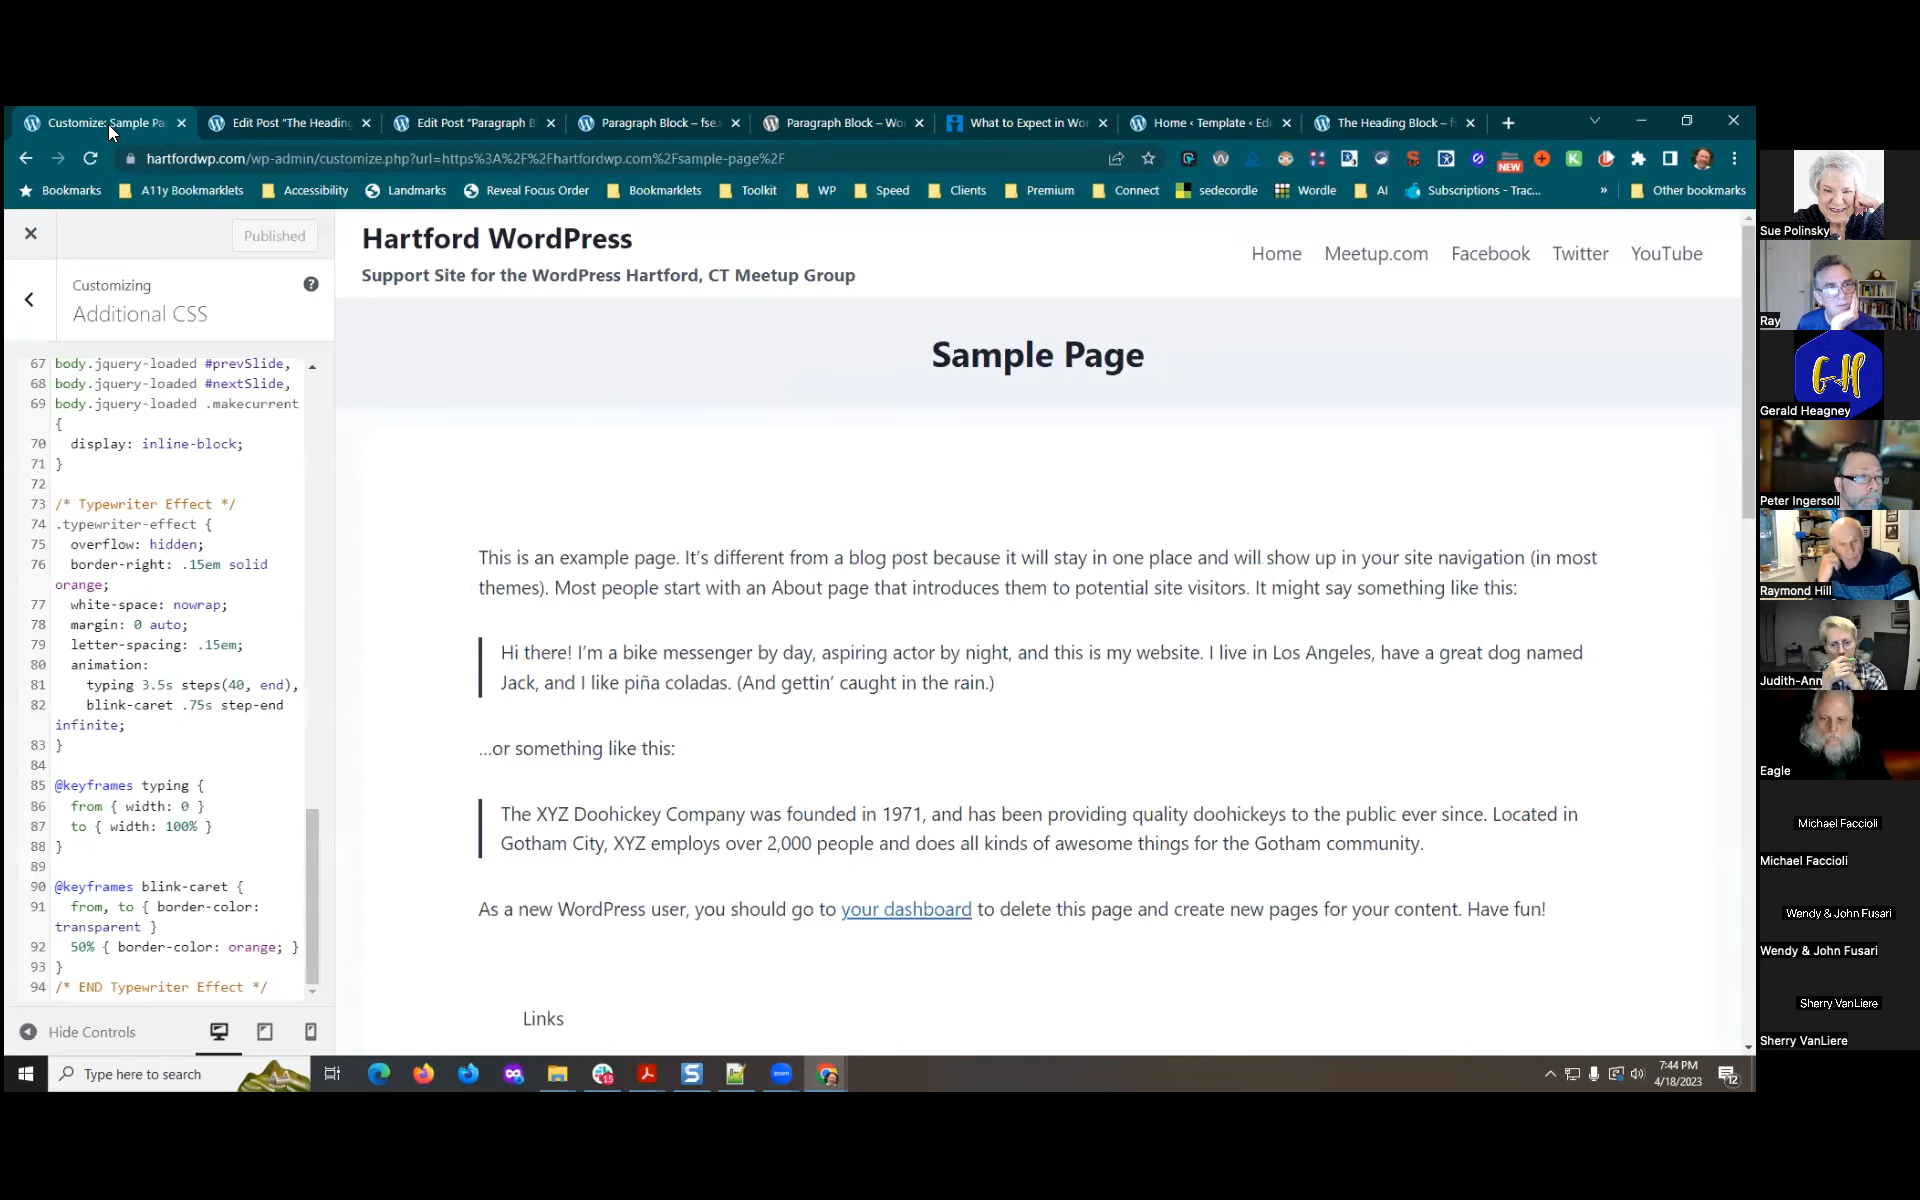 Customize: Sample Pa
Edit Post "The Heading
Edit Post "Paragraph B
Paragraph Block – fse.i
Paragraph Block – Wo
What to Expect in Wor
Home ‹ Template ‹ Edi
The Heading Block – f
hartfordwp.com/wp-admin/customize.php?url=https%3A%2F%2Fhartfordwp.com%2Fsample-page%2F
NEW
Bookmarks
A11y Bookmarklets
Accessibility
Landmarks
Reveal Focus Order
Bookmarklets
Toolkit
WP
Speed
Clients
Premium
Connect
sedecordle
Wordle
AI
Subscriptions - Trac...
»
Other bookmarks
Published
Customizing
Additional CSS
67 body.jquery-loaded #prevSlide,
68 body.jquery-loaded #nextSlide,
69 body.jquery-loaded .makecurrent
{
70 display: inline-block;
71 }
72
73 /* Typewriter Effect */
74 .typewriter-effect {
75 overflow: hidden;
76 border-right: .15em solid
orange;
77 white-space: nowrap;
78 margin: 0 auto;
79 letter-spacing: .15em;
80 animation:
81 typing 3.5s steps(40, end),
82 blink-caret .75s step-end
infinite;
83 }
84
85 @keyframes typing {
86 from { width: 0 }
87 to { width: 100% }
88 }
89
90 @keyframes blink-caret {
91 from, to { border-color:
transparent }
92 50% { border-color: orange; }
93 }
94 /* END Typewriter Effect */
Hide Controls
Hartford WordPress
Support Site for the WordPress Hartford, CT Meetup Group
Home
Meetup.com
Facebook
Twitter
YouTube
Sample Page
This is an example page. It's different from a blog post because it will stay in one place and will show up in your site navigation (in most
themes). Most people start with an About page that introduces them to potential site visitors. It might say something like this:
Hi there! I'm a bike messenger by day, aspiring actor by night, and this is my website. I live in Los Angeles, have a great dog named
Jack, and I like piña coladas. (And gettin' caught in the rain.)
...or something like this:
The XYZ Doohickey Company was founded in 1971, and has been providing quality doohickeys to the public ever since. Located in
Gotham City, XYZ employs over 2,000 people and does all kinds of awesome things for the Gotham community.
As a new WordPress user, you should go to your dashboard to delete this page and create new pages for your content. Have fun!
Links
Type here to search
15
zoom
7:44 PM
4/18/2023
12
Sue Polinsky
Ray
GH
Gerald Heagney
Peter Ingersoll
Raymond Hill
Judith-Ann
Eagle
Michael Faccioli
Michael Faccioli
Wendy & John Fusari
Wendy & John Fusari
Sherry VanLiere
Sherry VanLiere